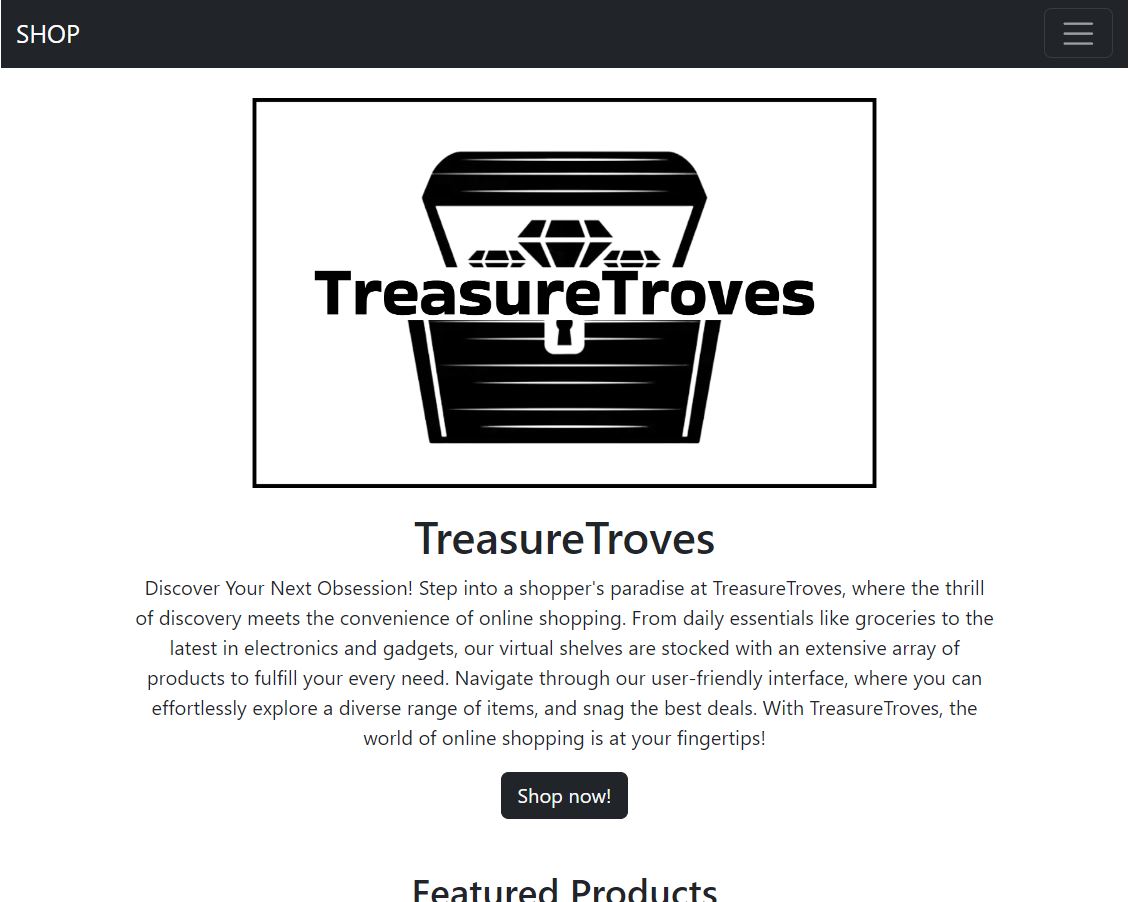 SHOP
TreasureTroves
TreasureTroves
Discover Your Next Obsession! Step into a shopper's paradise at TreasureTroves, where the thrill
of discovery meets the convenience of online shopping. From daily essentials like groceries to the
latest in electronics and gadgets, our virtual shelves are stocked with an extensive array of
products to fulfill your every need. Navigate through our user-friendly interface, where you can
effortlessly explore a diverse range of items, and snag the best deals. With TreasureTroves, the
world of online shopping is at your fingertips!
Shop now!
Featured Products